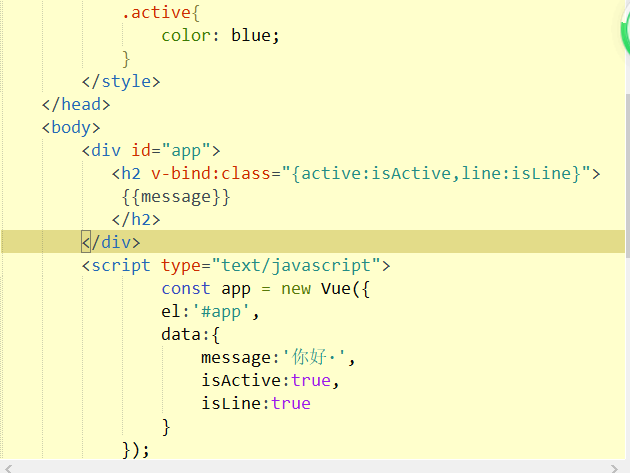 .active{
color: blue;
}
</style>
</head>
<body>
<div id="app">
<h2 v-bind:class="{active:isActive,line:isLine}">
{{message}}
</h2>
</div>
<script type="text/javascript">
const app = new Vue({
el:'#app',
data:{
message:'你好·',
isActive:true,
isLine:true
}
});